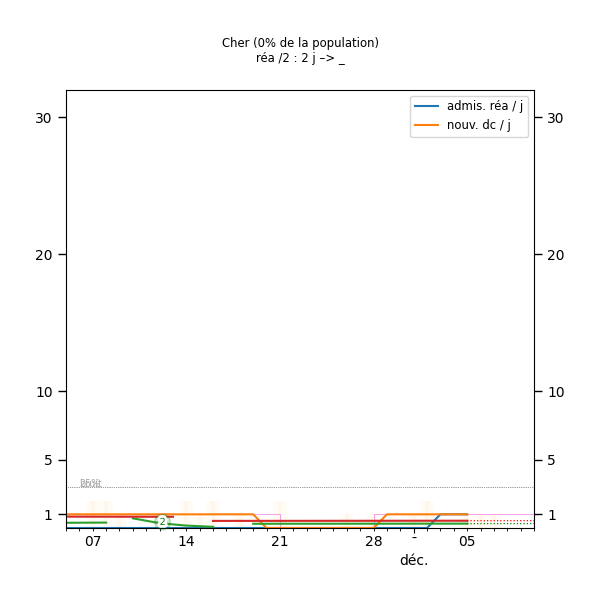 Cher (0% de la population)
réa /2 : 2 j –> _
admis. réa / j
nouv. dc / j
30 30
20 20
10 10
5 5
1 1
2
07 14 21 28 - 05
déc.